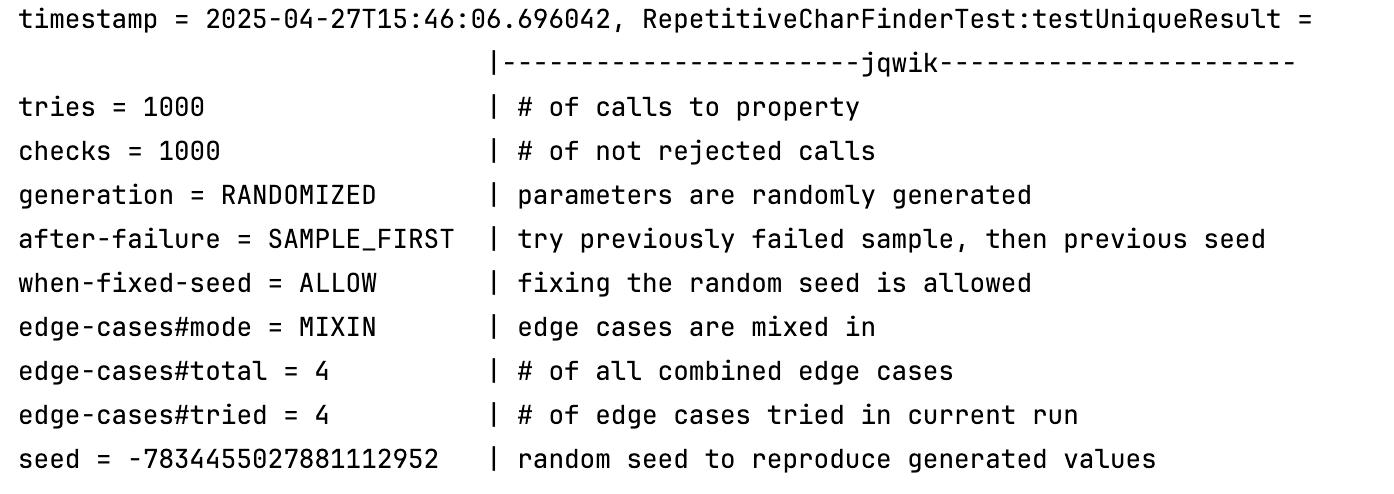 timestamp = 2025-04-27T15:46:06.696042, RepetitiveCharFinderTest:testUniqueResult =
|-----------------------jqwik-----------------------
tries = 1000 | # of calls to property
checks = 1000 | # of not rejected calls
generation = RANDOMIZED | parameters are randomly generated
after-failure = SAMPLE_FIRST | try previously failed sample, then previous seed
when-fixed-seed = ALLOW | fixing the random seed is allowed
edge-cases#mode = MIXIN | edge cases are mixed in
edge-cases#total = 4 | # of all combined edge cases
edge-cases#tried = 4 | # of edge cases tried in current run
seed = -7834455027881112952 | random seed to reproduce generated values